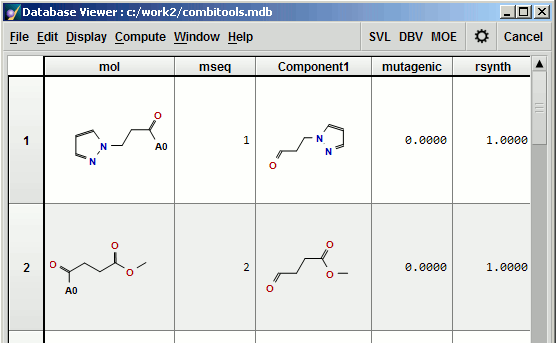 Database Viewer : c:/work2/combitools.mdb
File Edit Display Compute Window Help SVL DBV MOE Cancel
mol mseq Component1 mutagenic rsynth
1 N N O A0 1 O N N 0.0000 1.0000
2 O A0 O O 2 O O O 0.0000 1.0000